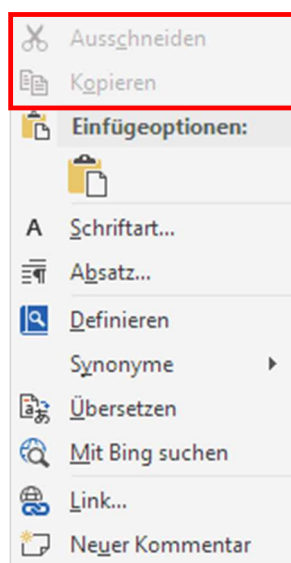 Ausschneiden
Kopieren
Einfügeoptionen:
A Schriftart...
Absatz...
Definieren
Synonyme
Übersetzen
Mit Bing suchen
Link...
Neuer Kommentar